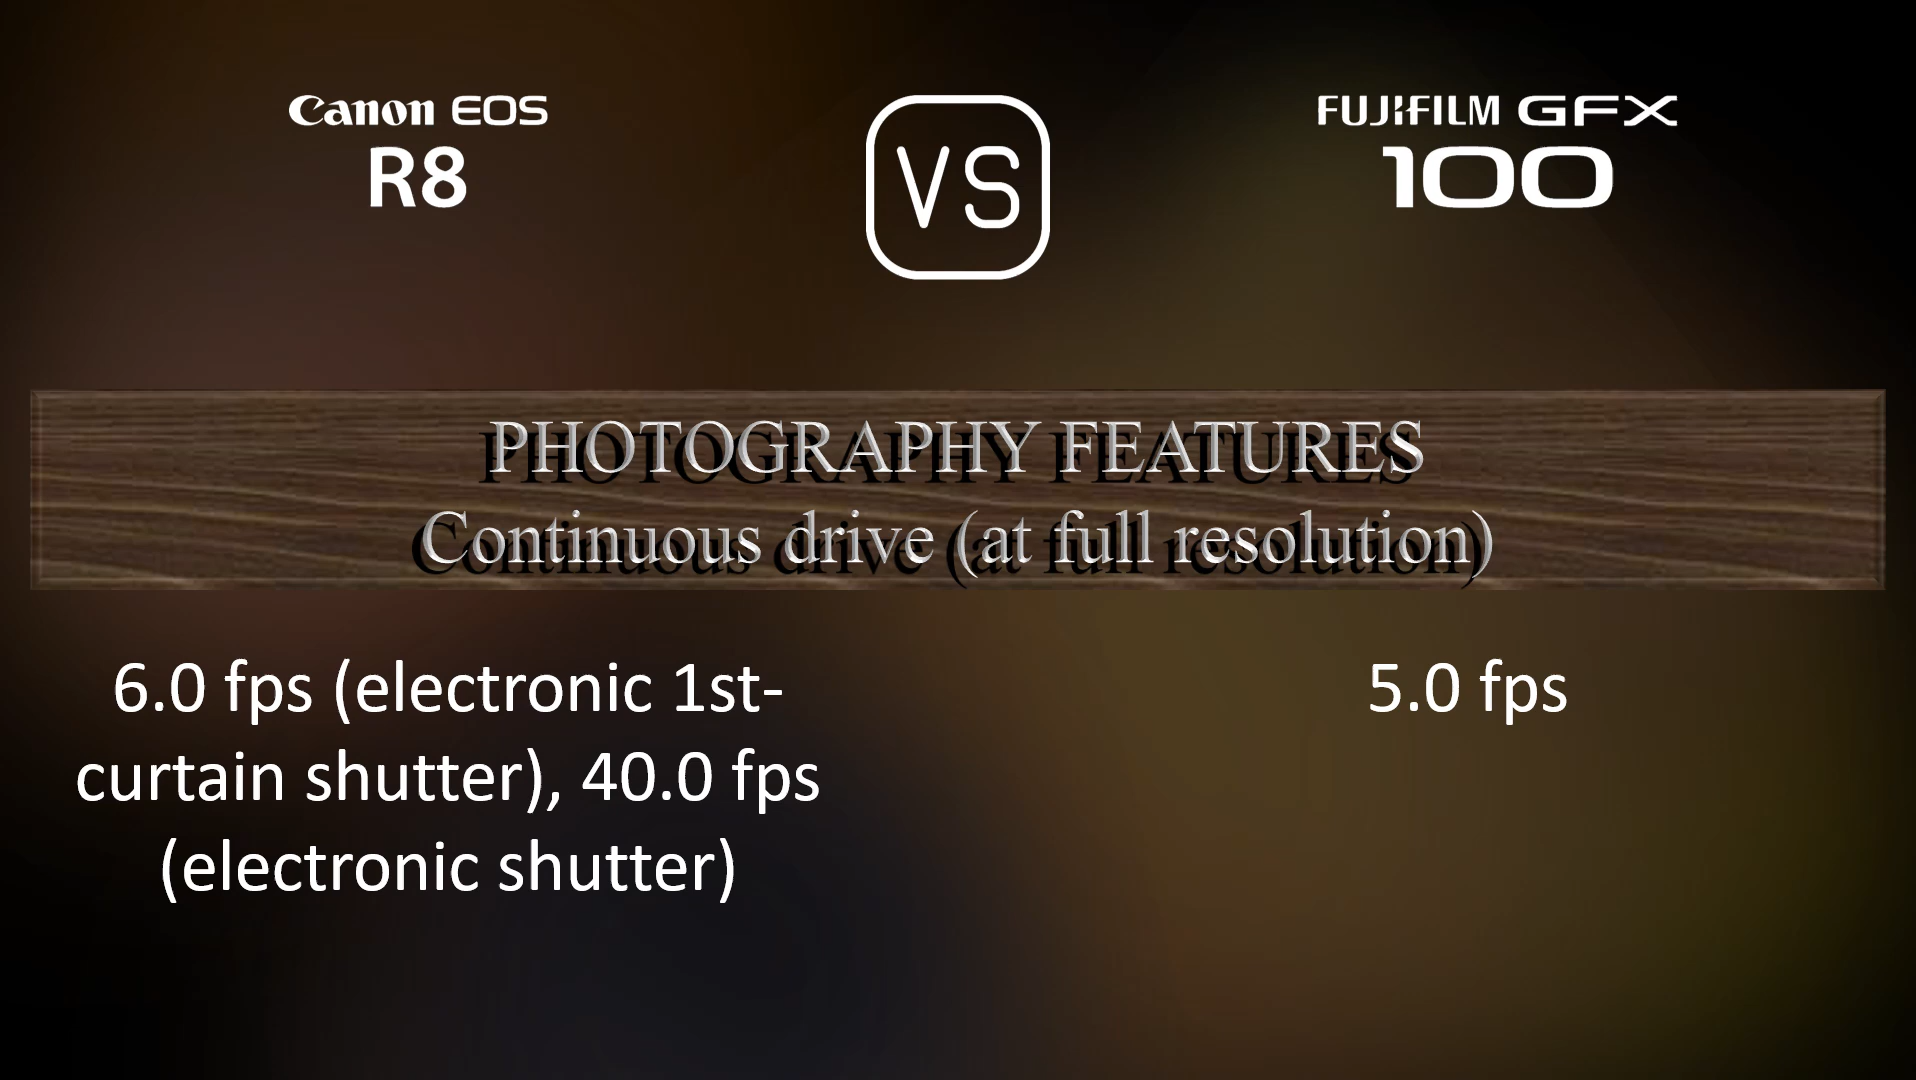 Canon EOS
R8
VS
FUJIFILM GFX
100
PHOTOGRAPHY FEATURES
Continuous drive (at full resolution)
6.0 fps (electronic 1st-
curtain shutter), 40.0 fps
(electronic shutter)
5.0 fps